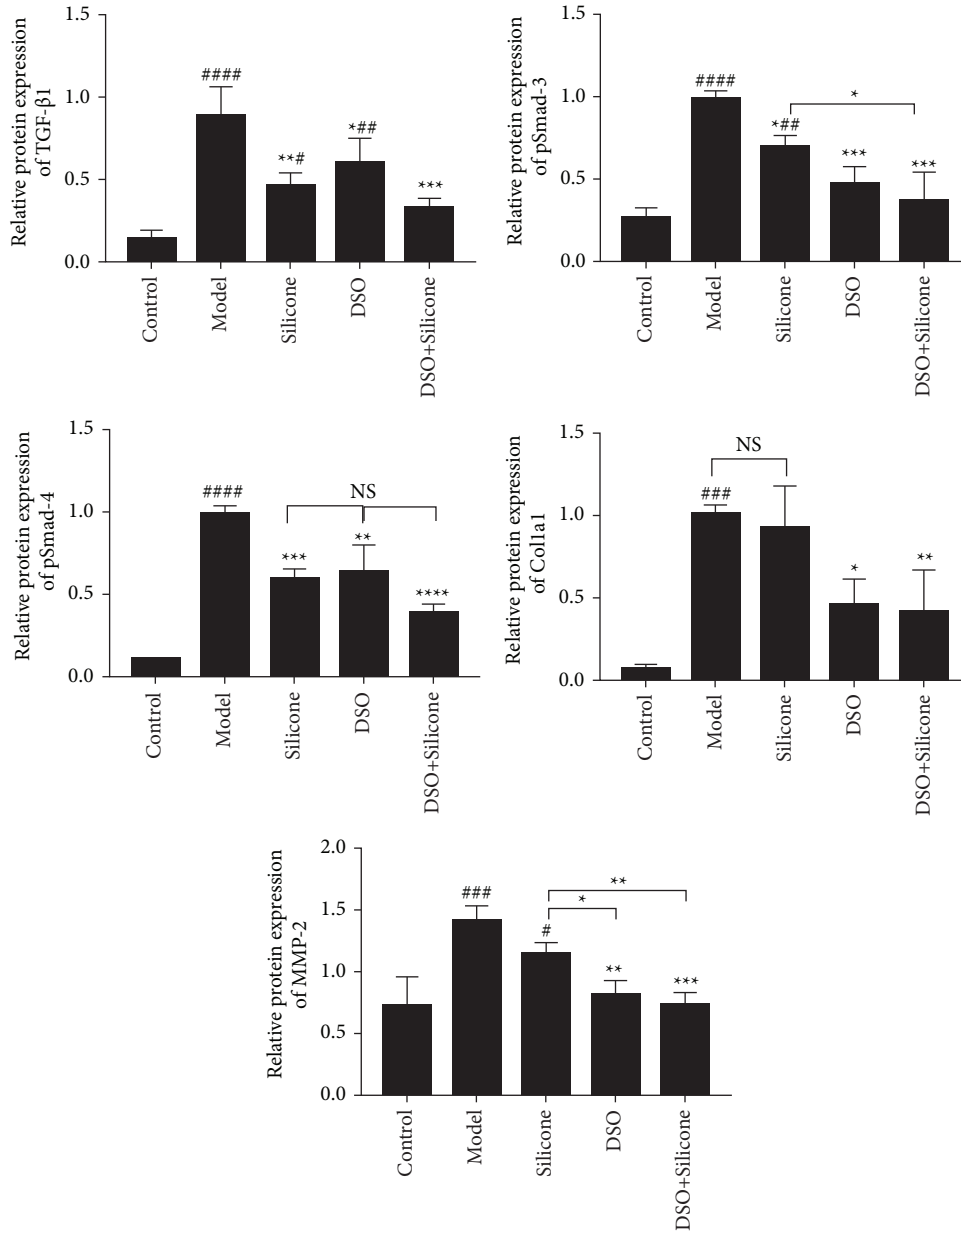 Relative protein expression
of TGF-β1
1.5
1.0
0.5
0.0
####
**#
*##
***
Control
Model
Silicone
DSO
DSO+Silicone
Relative protein expression
of pSmad-3
1.5
1.0
0.5
0.0
####
*##
*
***
***
Control
Model
Silicone
DSO
DSO+Silicone
Relative protein expression
of pSmad-4
1.5
1.0
0.5
0.0
####
***
NS
**
****
Control
Model
Silicone
DSO
DSO+Silicone
Relative protein expression
of Col1a1
1.5
1.0
0.5
0.0
NS
###
*
**
Control
Model
Silicone
DSO
DSO+Silicone
Relative protein expression
of MMP-2
2.0
1.5
1.0
0.5
0.0
###
#
*
**
**
***
Control
Model
Silicone
DSO
DSO+Silicone